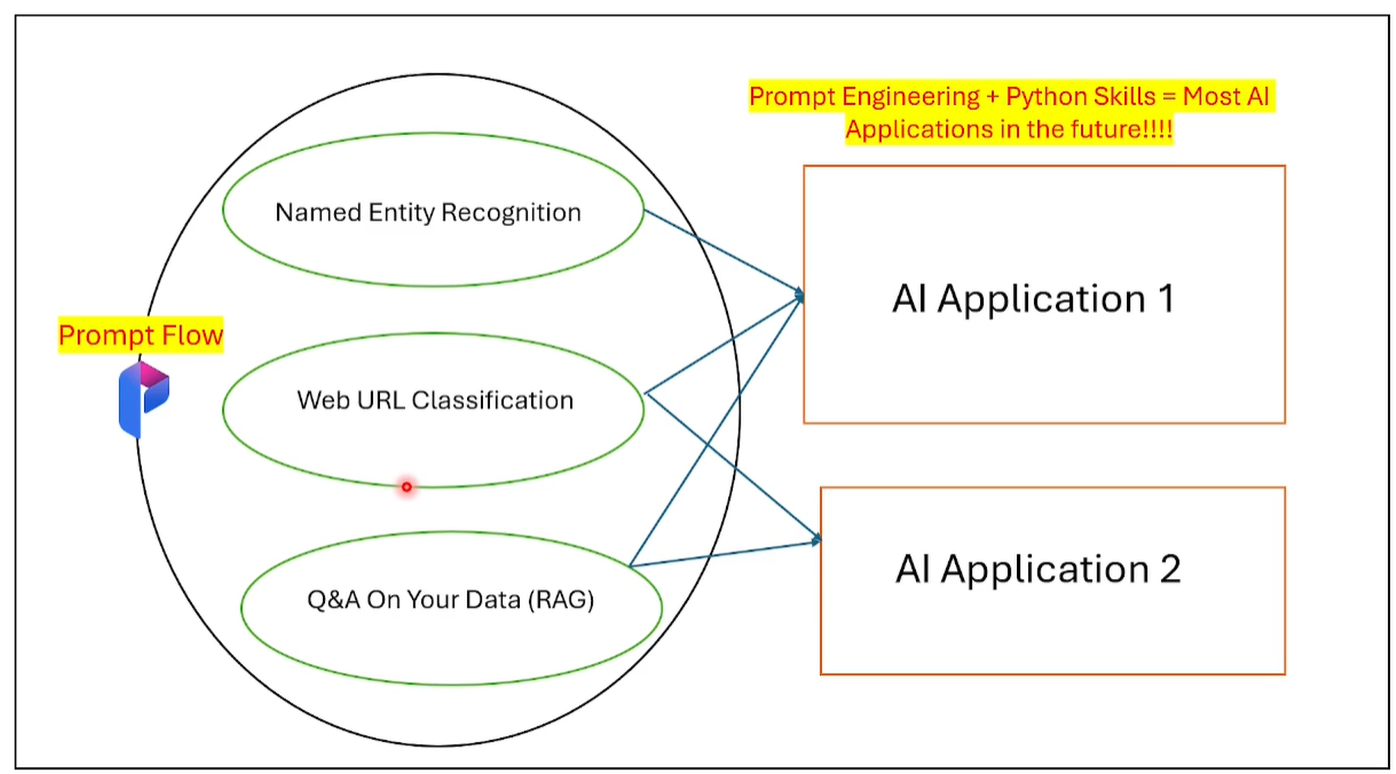 Prompt Engineering + Python Skills = Most AI
Applications in the future!!!!
Named Entity Recognition
AI Application 1
Prompt Flow
Web URL Classification
AI Application 2
Q&A On Your Data (RAG)